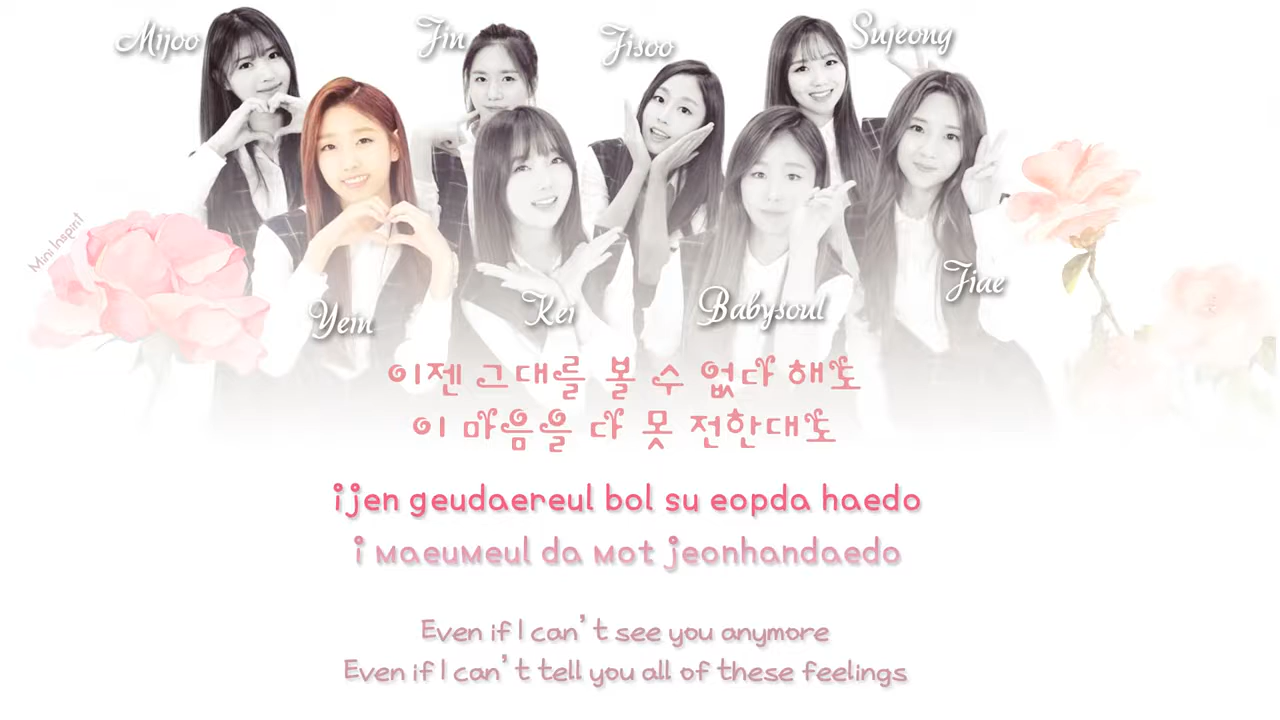 Mijoo
Jin
Jisoo
Sujeong
Mini Inspirit
Yein
Kei
Babysoul
Jiae
이젠 그대를 볼 수 없다 해도
이 마음을 다 못 전한대도
ijen geudaereul bol su eopda haedo
i maeumeul da mot jeonhandaedo
Even if I can't see you anymore
Even if I can't tell you all of these feelings